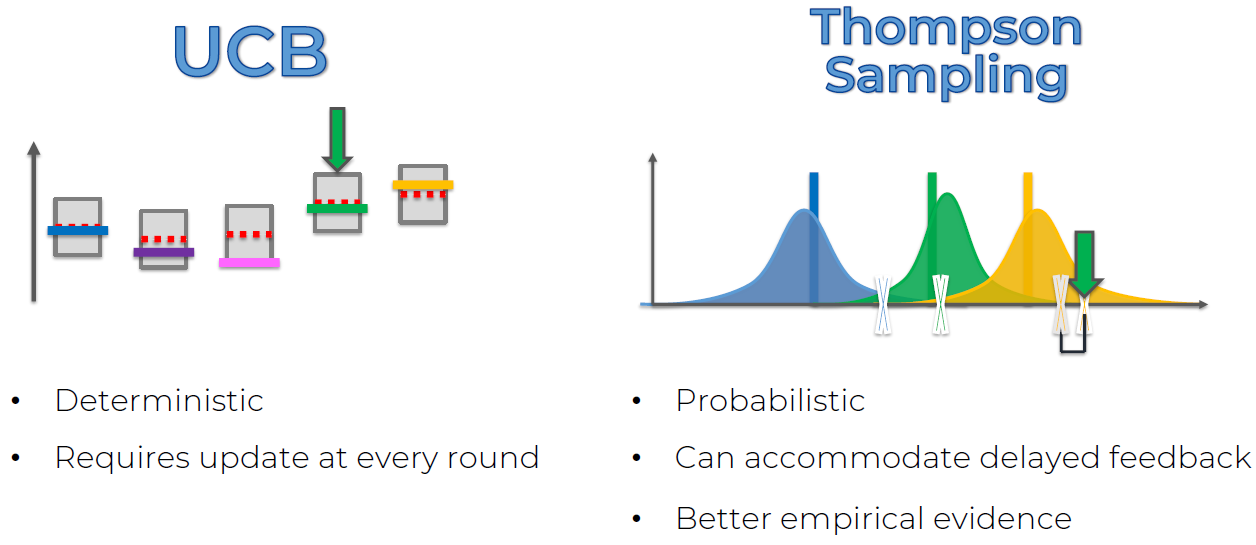 UCB
Thompson
Sampling
• Deterministic
• Requires update at every round
• Probabilistic
• Can accommodate delayed feedback
• Better empirical evidence